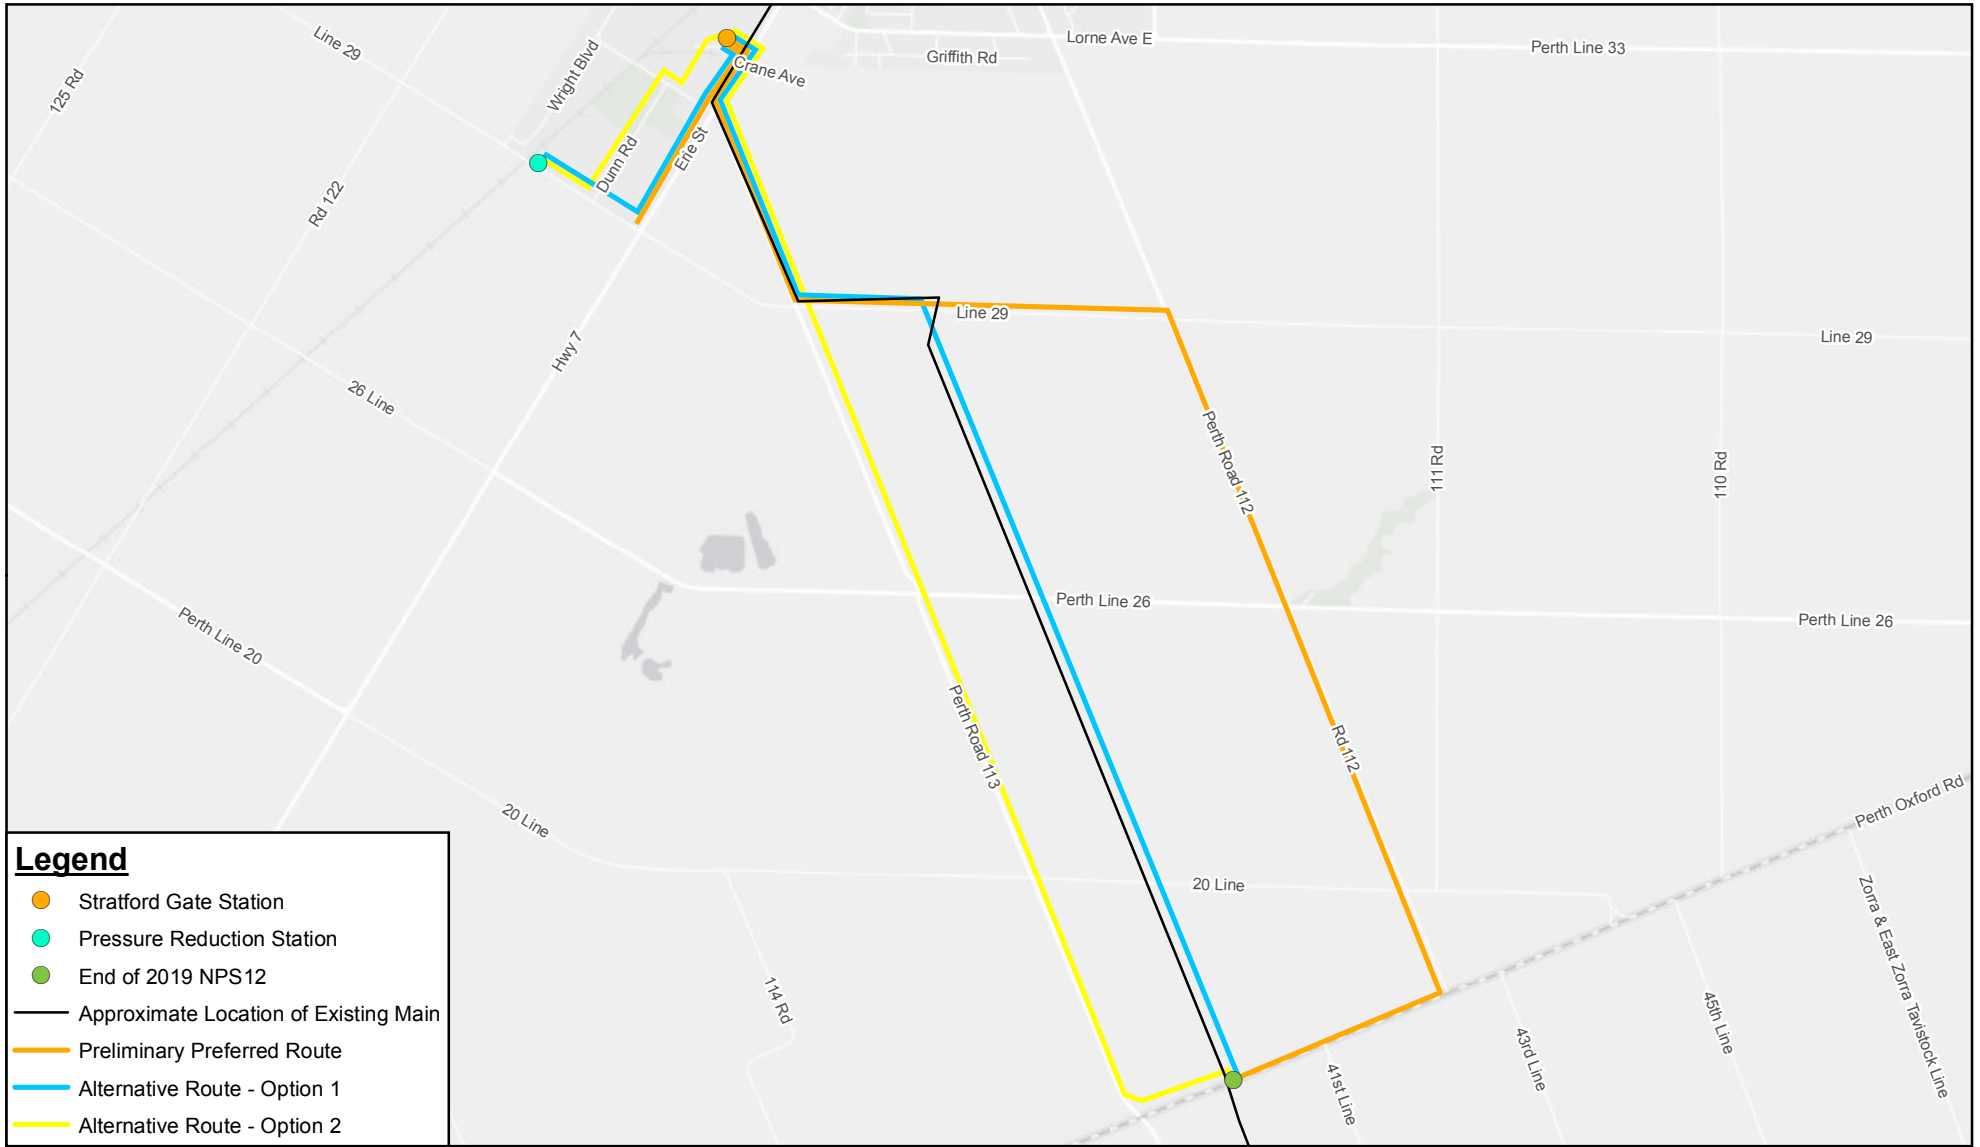 Line 29
Wright Blvd
125 Rd
Lorne Ave E
Perth Line 33
Griffith Rd
Crane Ave
Erie St
Dunn Rd
Rd 122
Line 29
Line 29
Hwy 7
26 Line
Perth Road 112
111 Rd
110 Rd
Perth Line 26
Perth Line 26
Perth Line 20
Perth Road 113
Rd 112
20 Line
Perth Oxford Rd
20 Line
114 Rd
41st Line
43rd Line
45th Line
Zorra & East Zorra Tavistock Line
Legend
Stratford Gate Station
Pressure Reduction Station
End of 2019 NPS12
Approximate Location of Existing Main
Preliminary Preferred Route
Alternative Route - Option 1
Alternative Route - Option 2